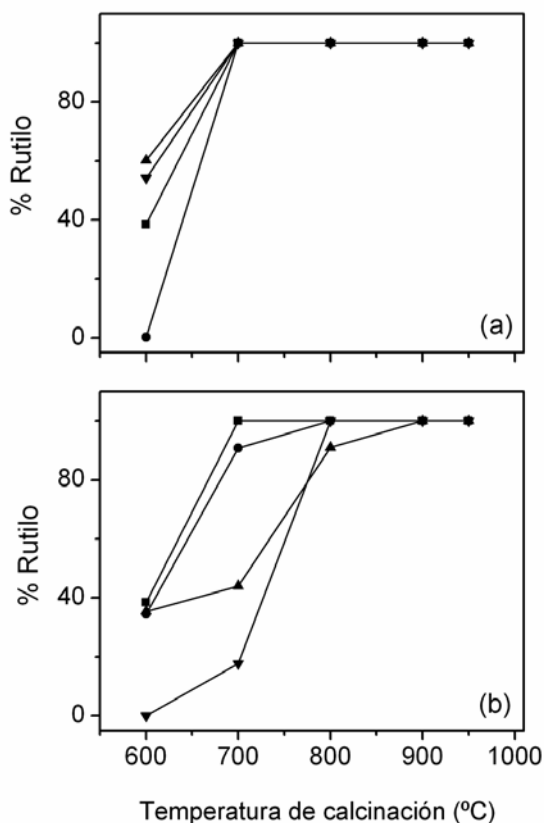 80
40
0
% Rutilo
(a)
80
40
0
% Rutilo
(b)
600 700 800 900 1000
Temperatura de calcinación (ºC)